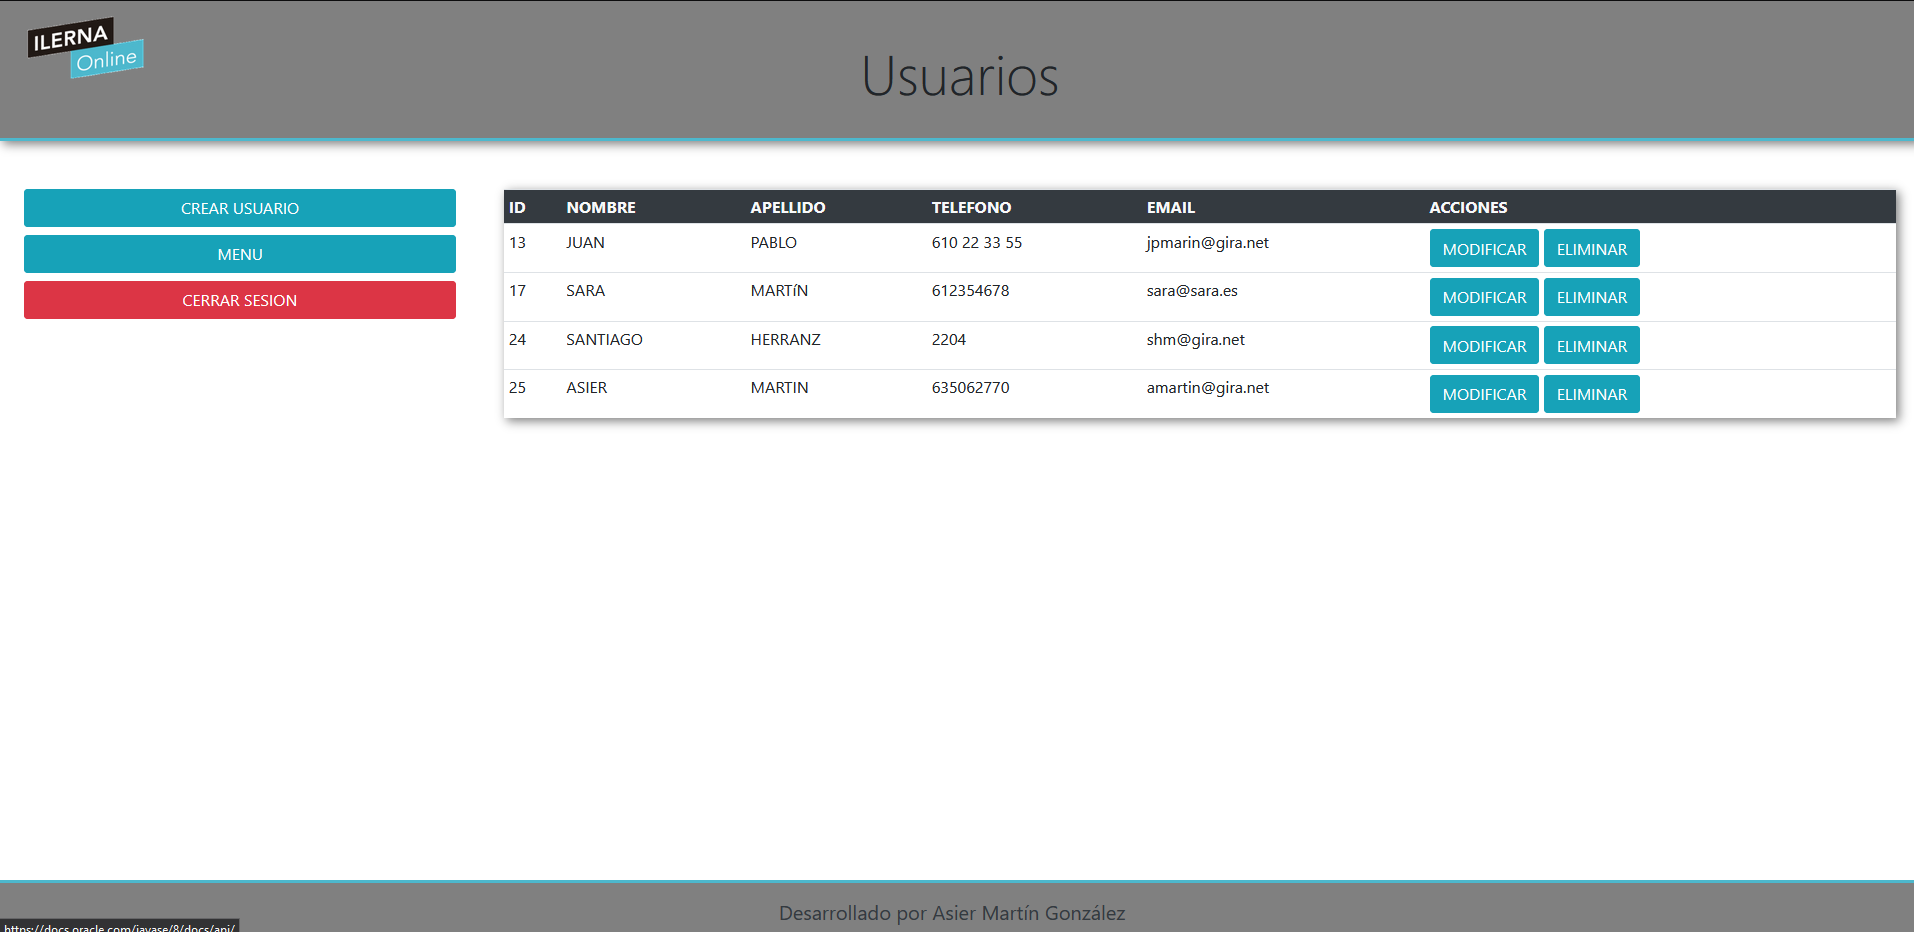 ILERNA
Online
Usuarios
CREAR USUARIO
MENU
CERRAR SESION
ID NOMBRE APELLIDO TELEFONO EMAIL ACCIONES
13 JUAN PABLO 610 22 33 55 jpmarin@gira.net MODIFICAR ELIMINAR
17 SARA MARTíN 612354678 sara@sara.es MODIFICAR ELIMINAR
24 SANTIAGO HERRANZ 2204 shm@gira.net MODIFICAR ELIMINAR
25 ASIER MARTIN 635062770 amartin@gira.net MODIFICAR ELIMINAR
Desarrollado por Asier Martín González
https://docs.oracle.com/javase/8/docs/api/